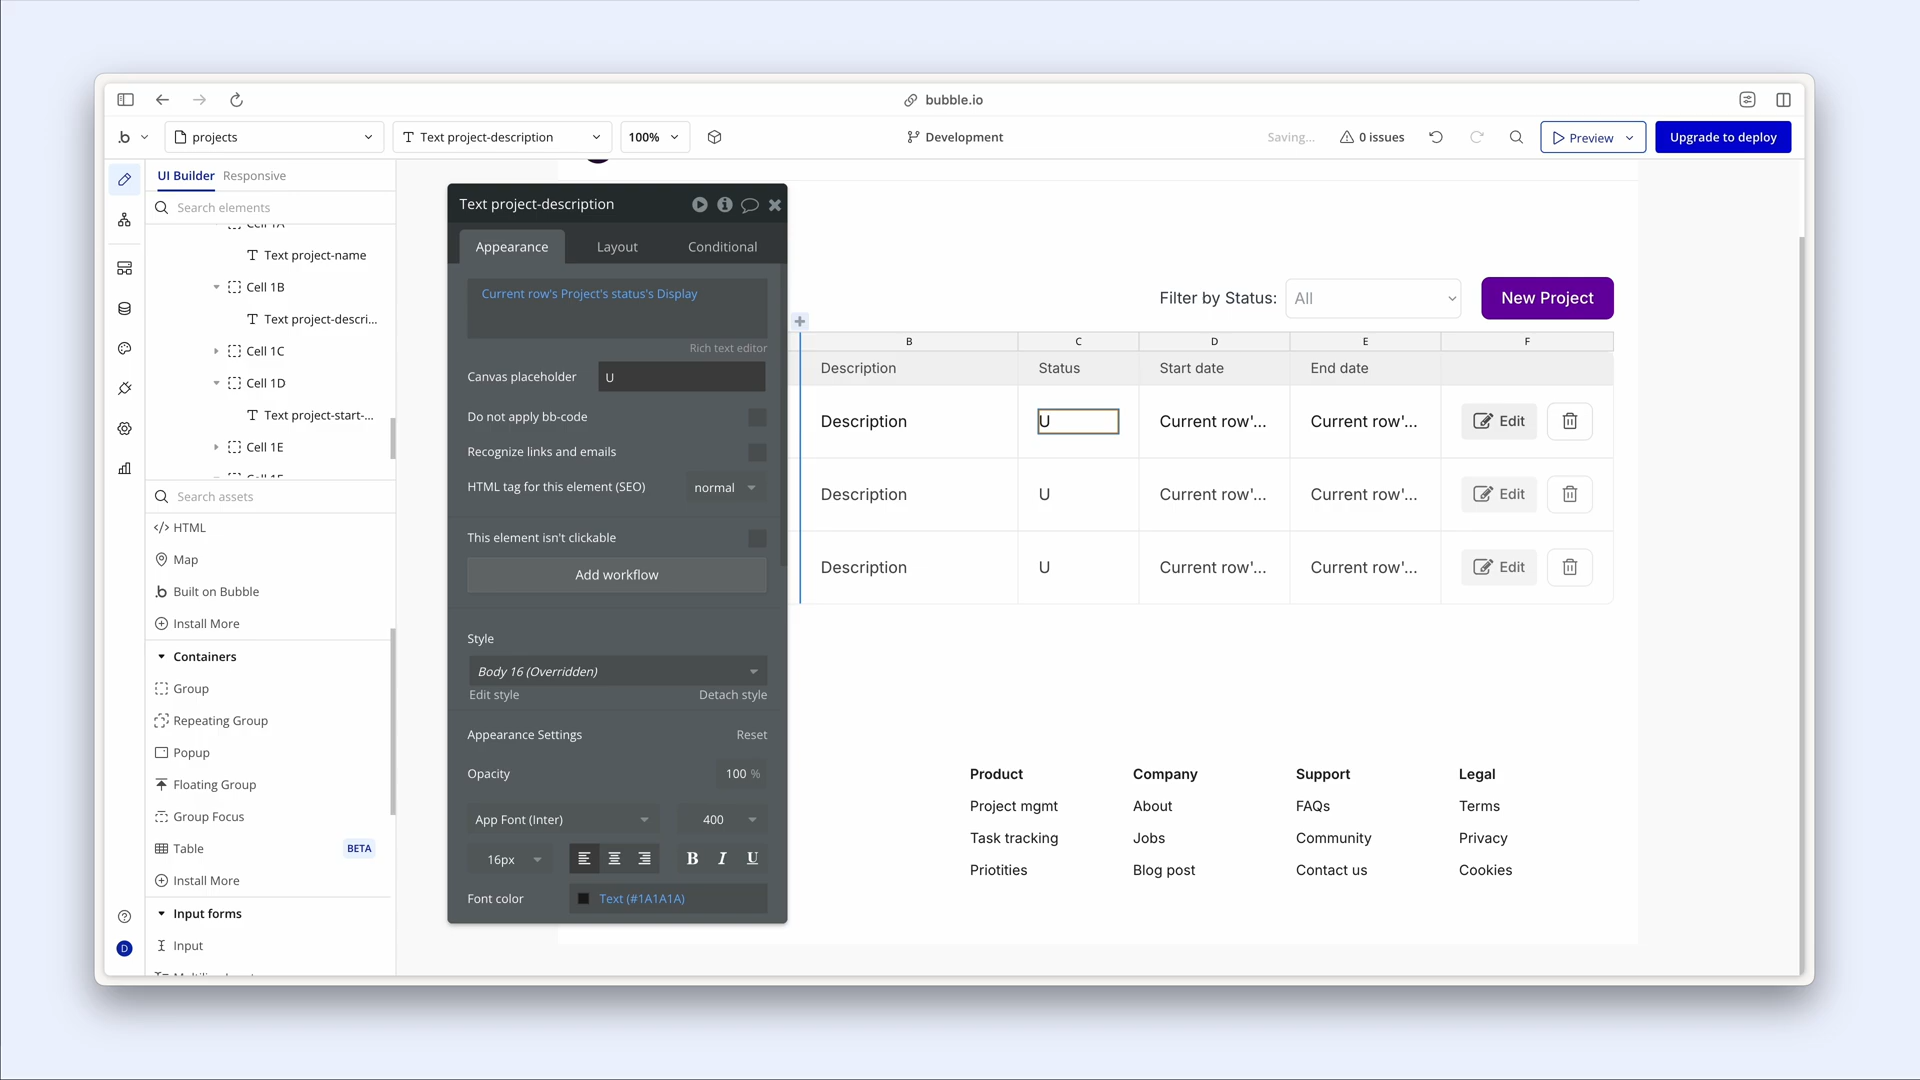 bubble.io
projects
Text project-description
100%
Development
Saving...
0 issues
Preview
Upgrade to deploy
UI Builder
Responsive
Search elements
Text project-name
Cell 1B
Text project-descri...
Cell 1C
Cell 1D
Text project-start-...
Cell 1E
Search assets
HTML
Map
Built on Bubble
Install More
Containers
Group
Repeating Group
Popup
Floating Group
Group Focus
Table
BETA
Install More
Input forms
Input
D
Text project-description
Appearance
Layout
Conditional
Current row's Project's status's Display
Rich text editor
Canvas placeholder
U
Do not apply bb-code
Recognize links and emails
HTML tag for this element (SEO)
normal
This element isn't clickable
Add workflow
Style
Body 16 (Overridden)
Edit style
Detach style
Appearance Settings
Reset
Opacity
100 %
App Font (Inter)
400
16px
B I U
Font color
Text (#1A1A1A)
Filter by Status:
All
New Project
B C D E F
Description Status Start date End date
Description U Current row'... Current row'... Edit
Description U Current row'... Current row'... Edit
Description U Current row'... Current row'... Edit
Product Company Support Legal
Project mgmt About FAQs Terms
Task tracking Jobs Community Privacy
Priotities Blog post Contact us Cookies